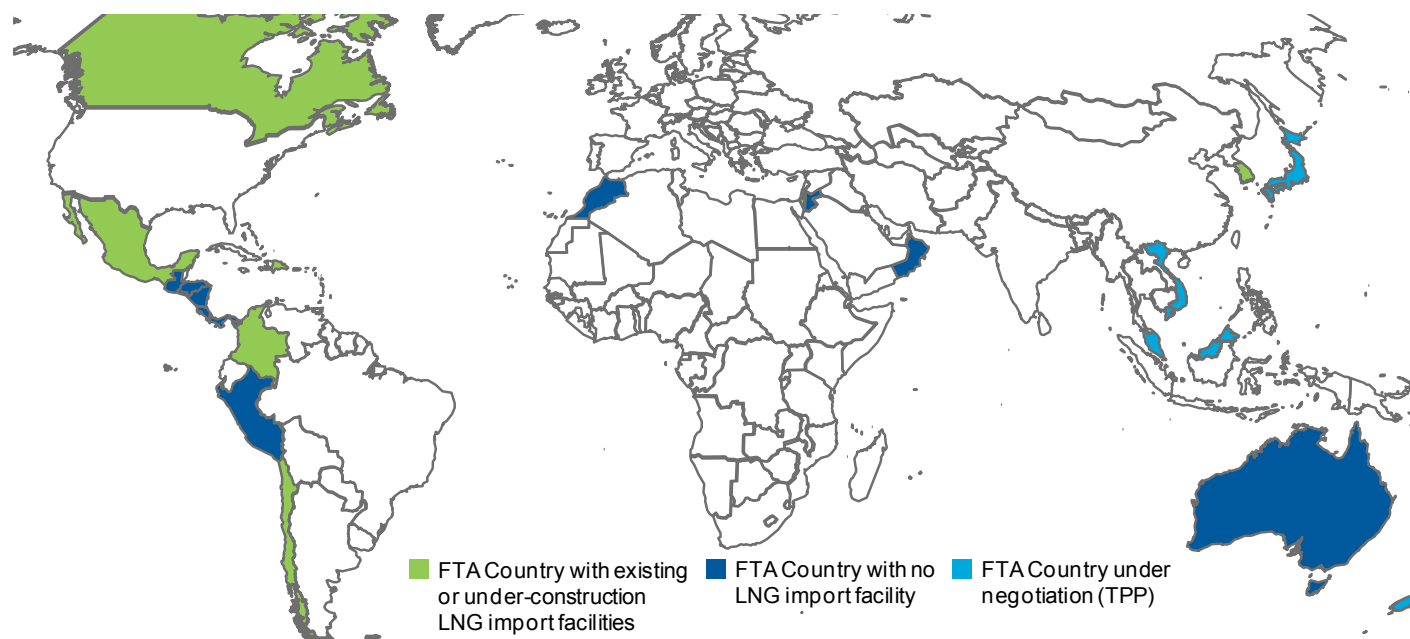 FTA Country with existing
or under-construction
LNG import facilities
FTA Country with no
LNG import facility
FTA Country under
negotiation (TPP)